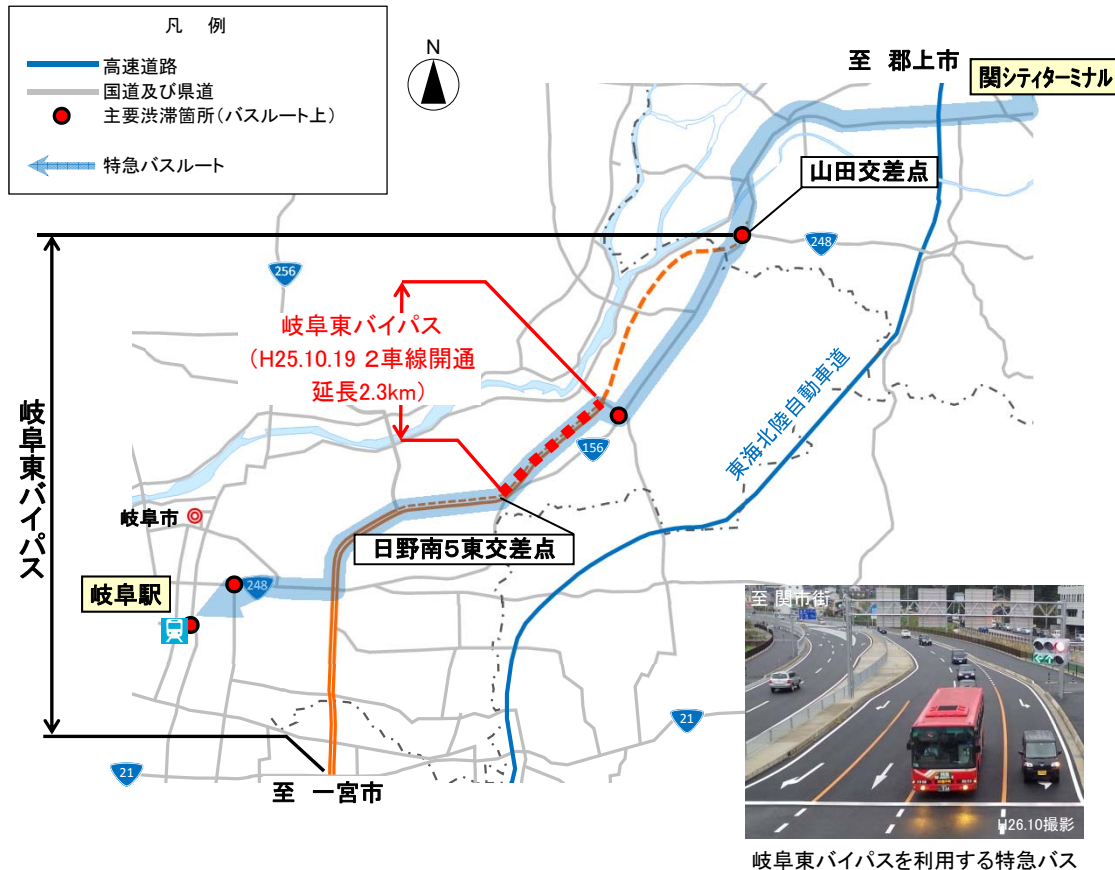 凡 例
高速道路
国道及び県道
主要渋滞箇所（バスルート上）
特急バスルート
N
至 郡上市
関シティターミナル
山田交差点
248
256
岐阜東バイパス
（H25.10.19 ２車線開通
延長2.3km）
156
東海北陸自動車道
岐阜東バイパス
岐阜市
日野南５東交差点
248
岐阜駅
21
21
至 一宮市
至 関市街
H26.10撮影
岐阜東バイパスを利用する特急バス